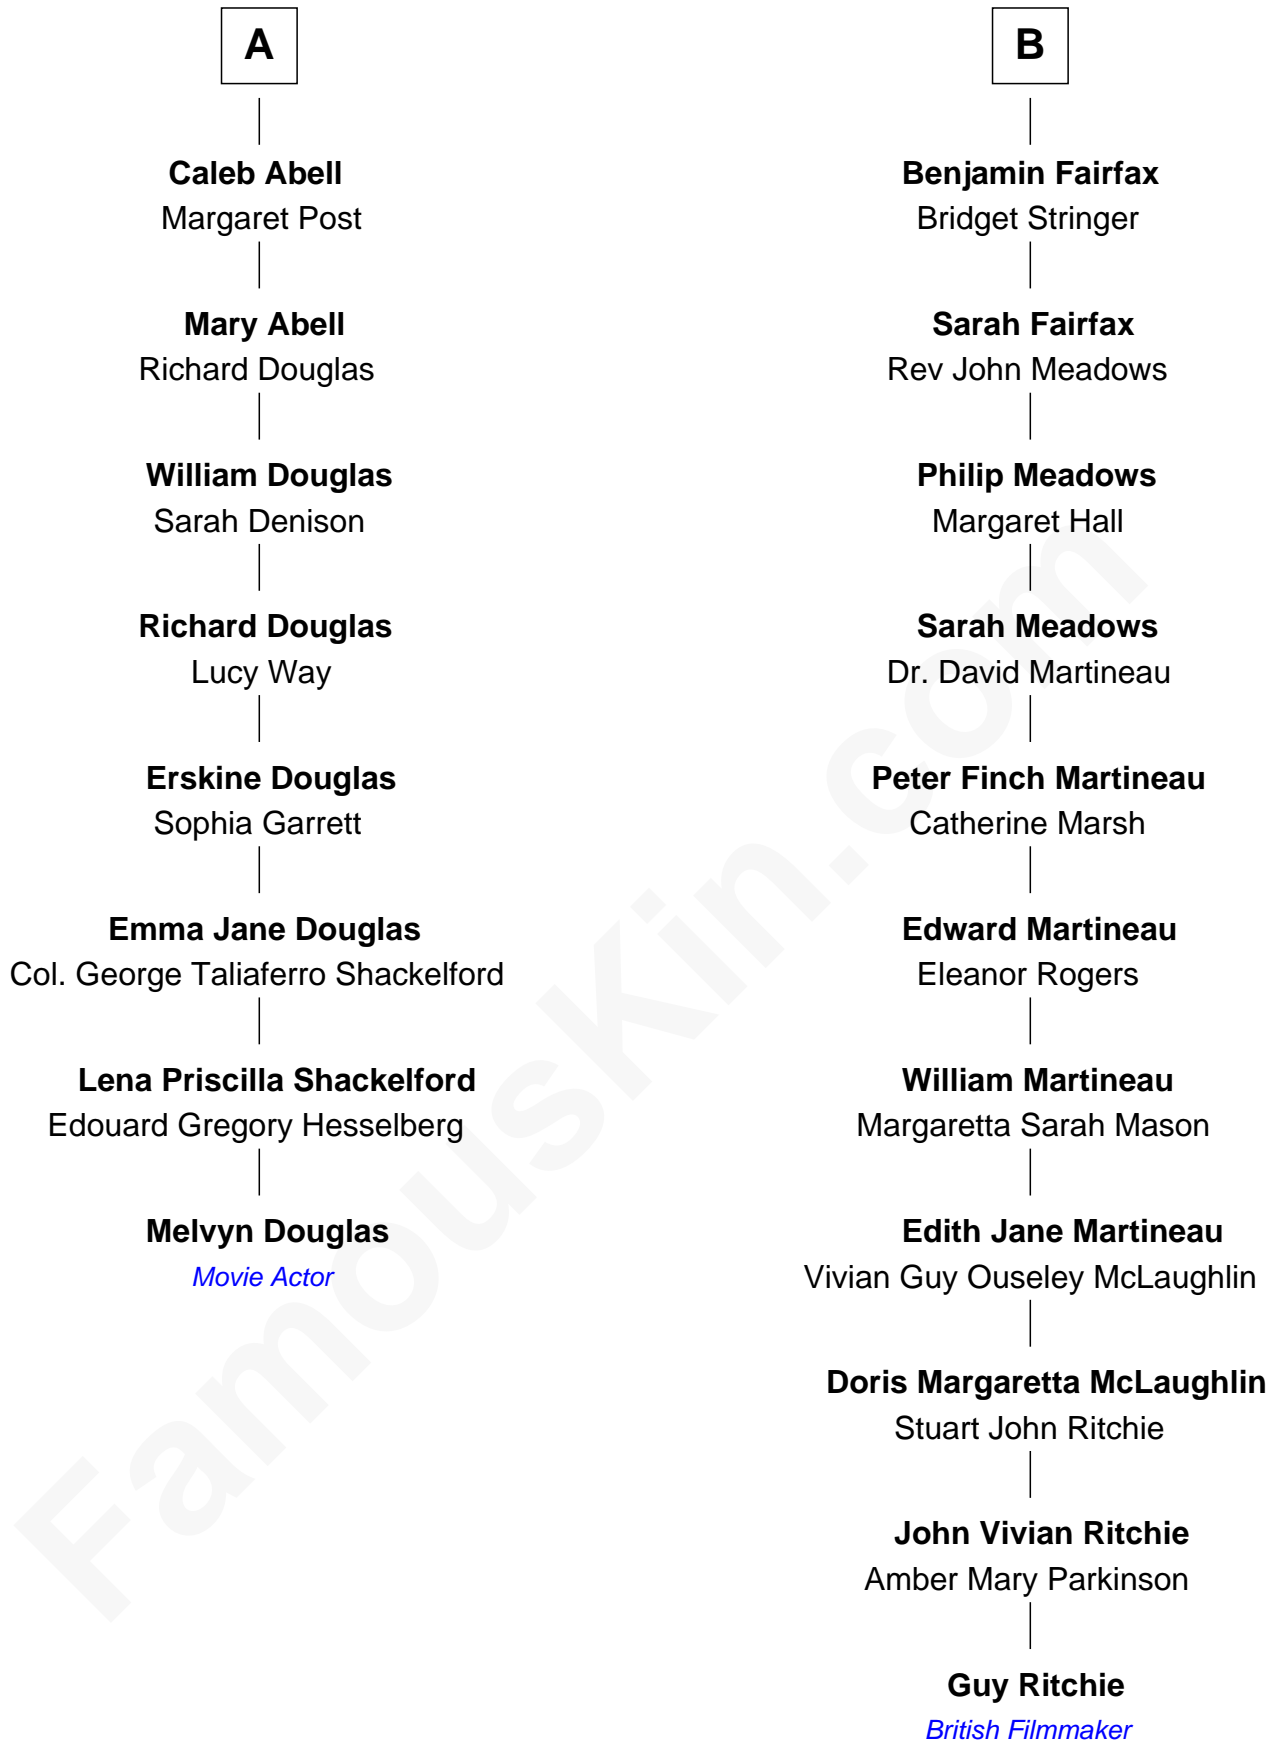 A
Caleb Abell
Margaret Post
Mary Abell
Richard Douglas
William Douglas
Sarah Denison
Richard Douglas
Lucy Way
Erskine Douglas
Sophia Garrett
Emma Jane Douglas
Col. George Taliaferro Shackelford
Lena Priscilla Shackelford
Edouard Gregory Hesselberg
Melvyn Douglas
Movie Actor
B
Benjamin Fairfax
Bridget Stringer
Sarah Fairfax
Rev John Meadows
Philip Meadows
Margaret Hall
Sarah Meadows
Dr. David Martineau
Peter Finch Martineau
Catherine Marsh
Edward Martineau
Eleanor Rogers
William Martineau
Margaretta Sarah Mason
Edith Jane Martineau
Vivian Guy Ouseley McLaughlin
Doris Margaretta McLaughlin
Stuart John Ritchie
John Vivian Ritchie
Amber Mary Parkinson
Guy Ritchie
British Filmmaker
FamousKin.com